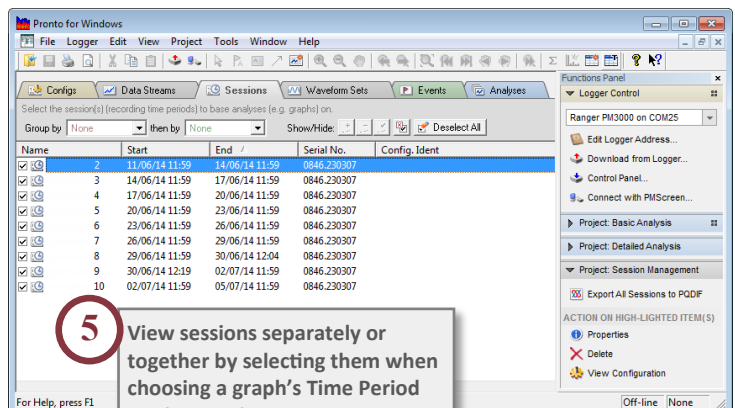 Pronto for Windows
File Logger Edit View Project Tools Window Help
Configs Data Streams Sessions Waveform Sets Events Analyses
Select the session(s) (recording time periods) to base analyses (e.g. graphs) on.
Group by None then by None Show/Hide: Deselect All
Name Start End / Serial No. Config. Ident
2 11/06/14 11:59 14/06/14 11:59 0846.230307
3 14/06/14 11:59 17/06/14 11:59 0846.230307
4 17/06/14 11:59 20/06/14 11:59 0846.230307
5 20/06/14 11:59 23/06/14 11:59 0846.230307
6 23/06/14 11:59 26/06/14 11:59 0846.230307
7 26/06/14 11:59 29/06/14 11:59 0846.230307
8 29/06/14 11:59 30/06/14 12:04 0846.230307
9 30/06/14 12:19 02/07/14 11:59 0846.230307
10 02/07/14 11:59 05/07/14 11:59 0846.230307
5
View sessions separately or
together by selecting them when
choosing a graph's Time Period
Functions Panel
Logger Control
Ranger PM3000 on COM25
Edit Logger Address...
Download from Logger...
Control Panel...
Connect with PMScreen...
Project: Basic Analysis
Project: Detailed Analysis
Project: Session Management
Export All Sessions to PQDIF
ACTION ON HIGH-LIGHTED ITEM(S)
Properties
Delete
View Configuration
For Help, press F1
Off-line None